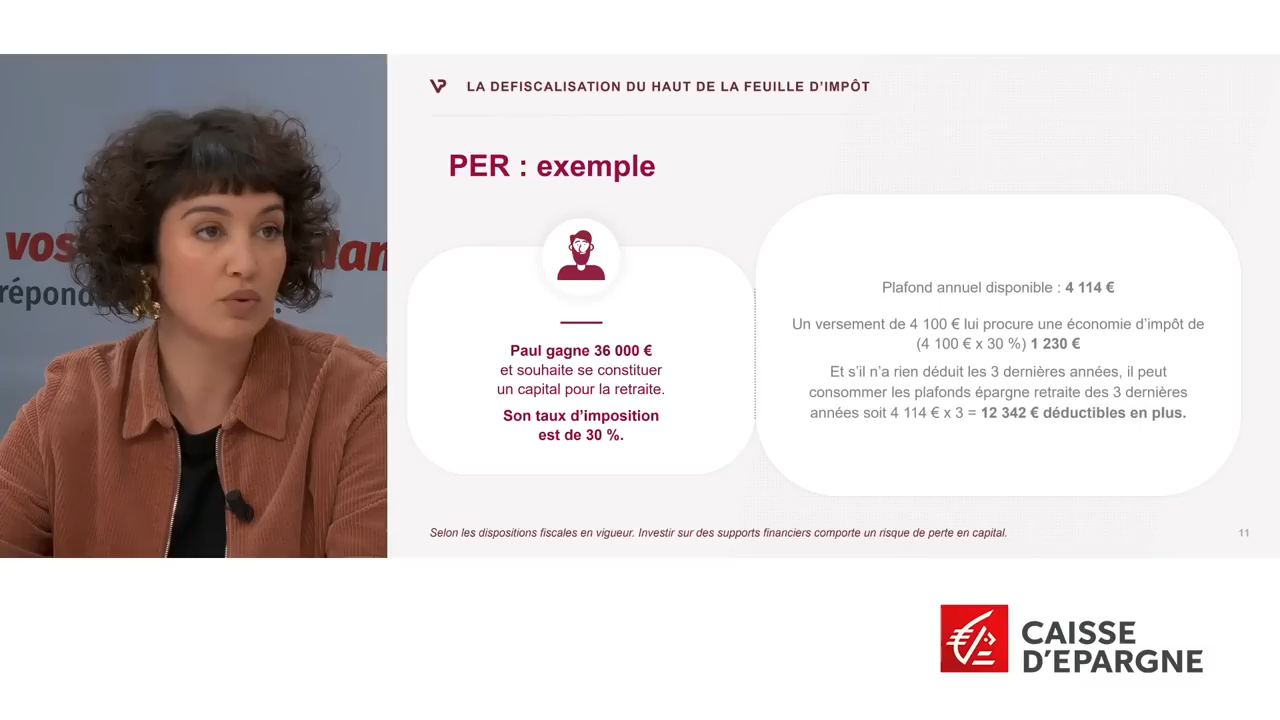 vos
dan
répond
LA DEFISCALISATION DU HAUT DE LA FEUILLE D’IMPÔT
PER : exemple
Paul gagne 36 000 €
et souhaite se constituer
un capital pour la retraite.
Son taux d’imposition
est de 30 %.
Plafond annuel disponible : 4 114 €
Un versement de 4 100 € lui procure une économie d’impôt de
(4 100 € x 30 %) 1 230 €
Et s’il n’a rien déduit les 3 dernières années, il peut
consommer les plafonds épargne retraite des 3 dernières
années soit 4 114 € x 3 = 12 342 € déductibles en plus.
Selon les dispositions fiscales en vigueur. Investir sur des supports financiers comporte un risque de perte en capital.
11
CAISSE
D'EPARGNE